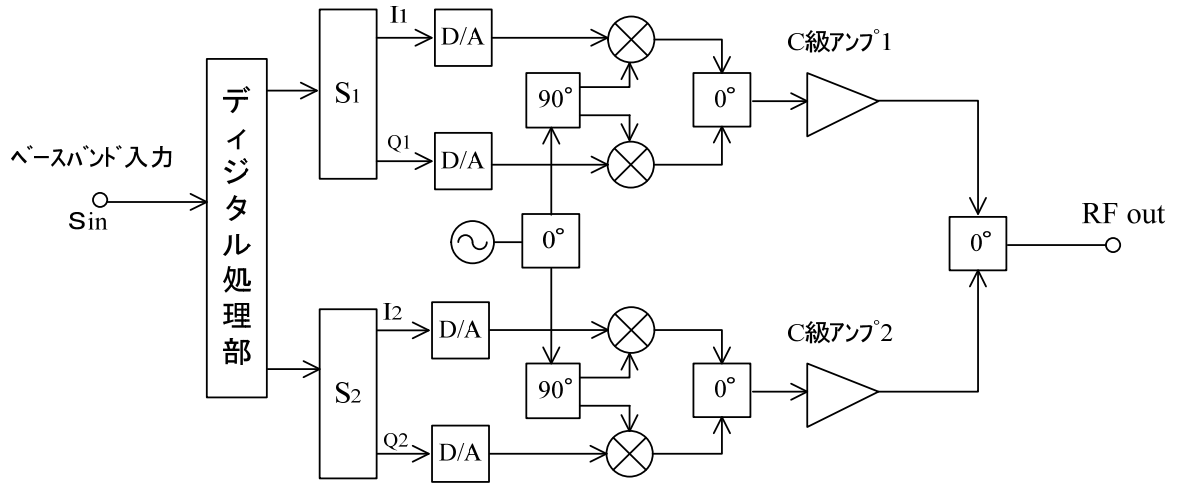 ベースバンド入力
Sin
ディジタル処理部
S1
I1
Q1
D/A
D/A
90°
0°
0°
C級アンプ1
S2
I2
Q2
D/A
D/A
90°
0°
C級アンプ2
0°
RF out